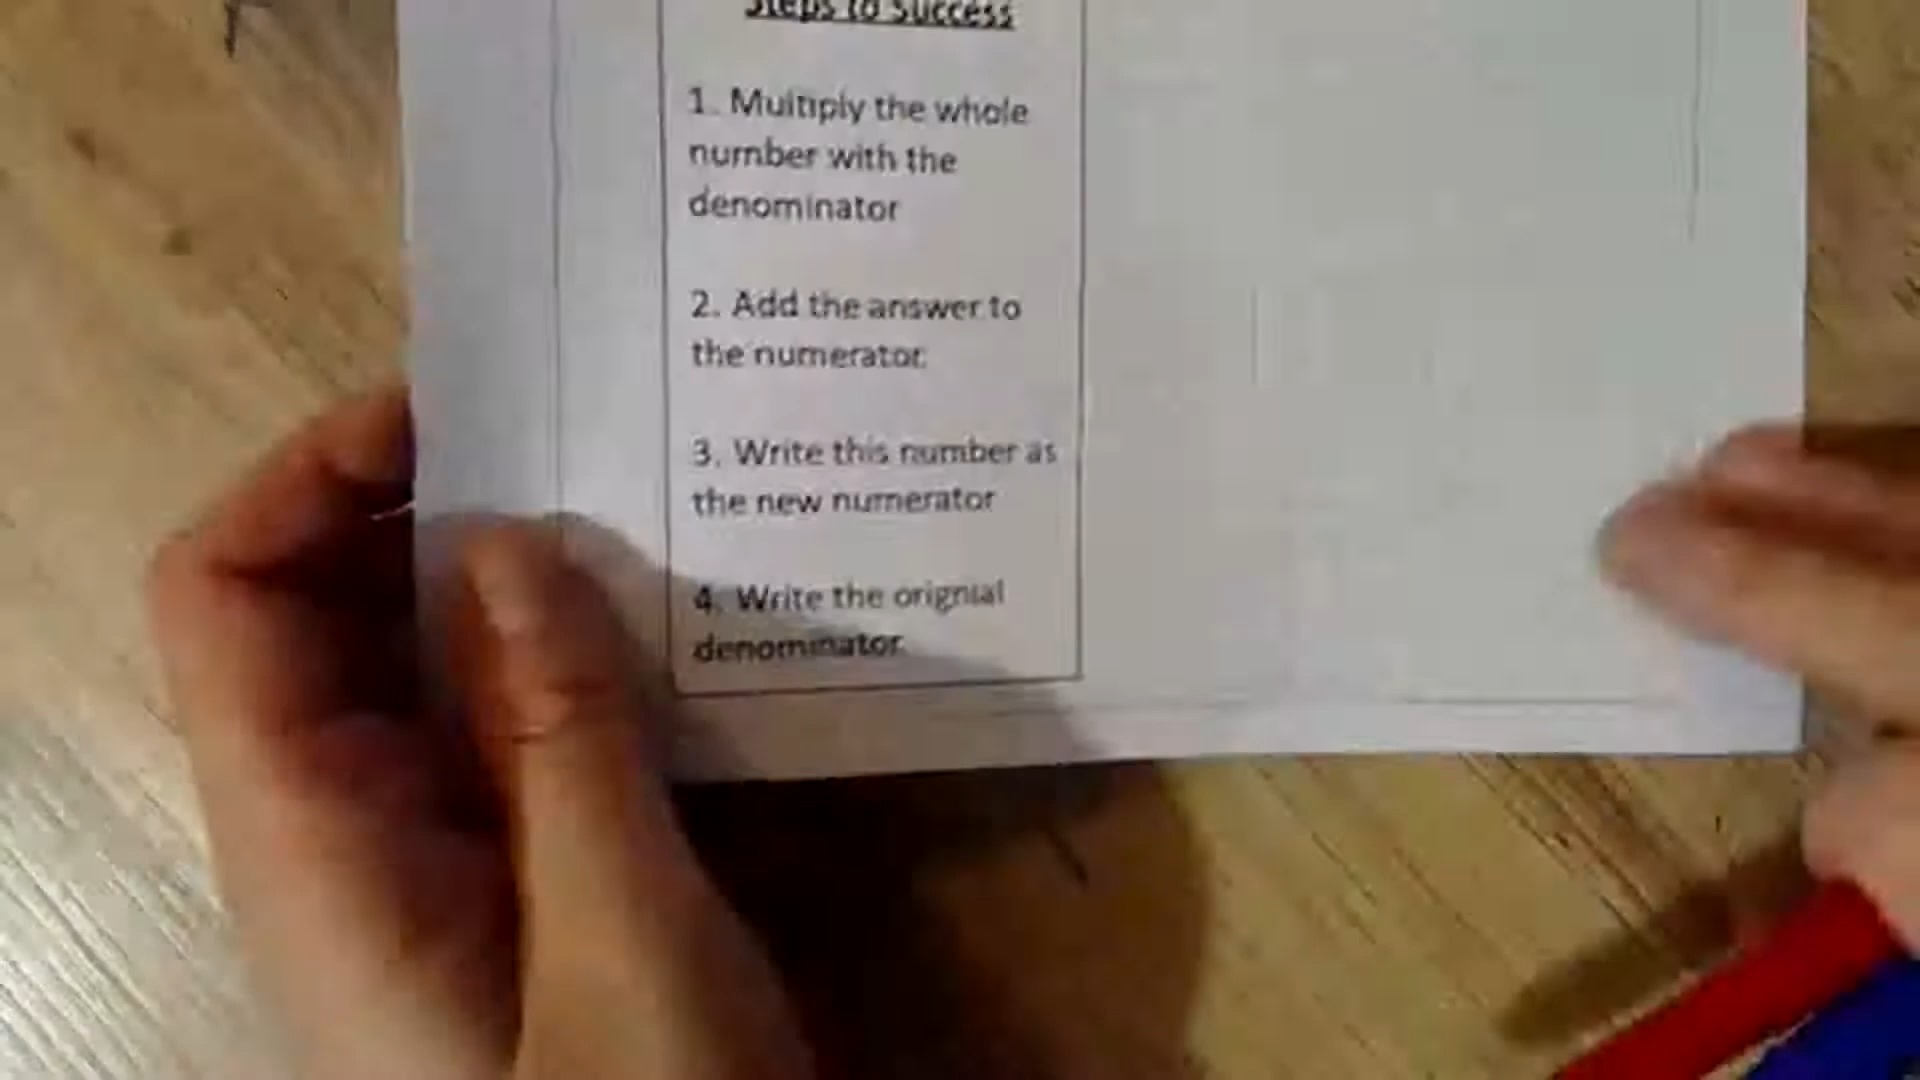 Steps to Success
1. Multiply the whole
number with the
denominator
2. Add the answer to
the numerator.
3. Write this number as
the new numerator
4. Write the orignial
denominator.